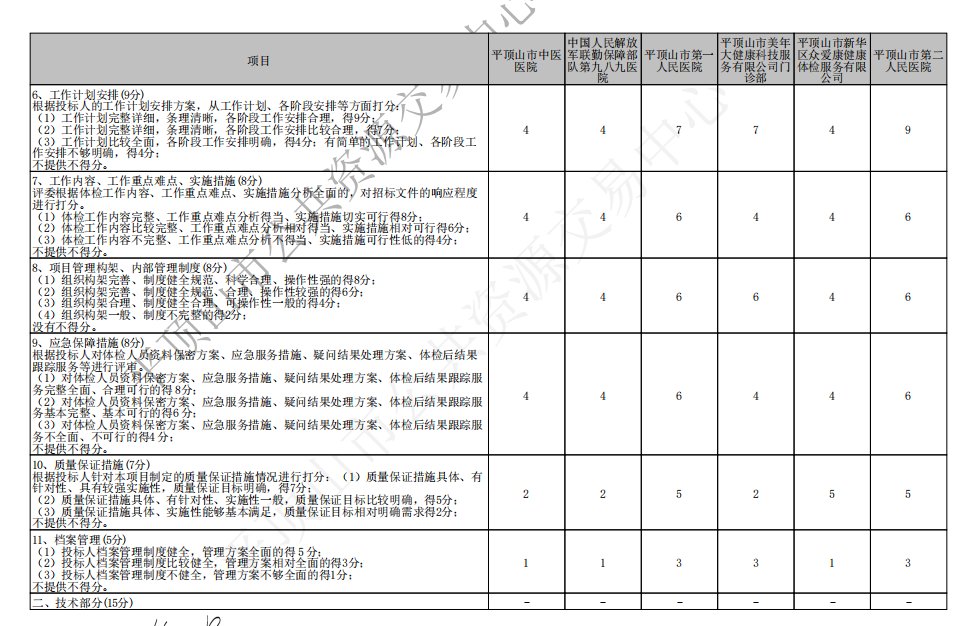 项目
平顶山市中医
医院
中国人民解放
军联勤保障部
队第九八九医
院
平顶山市第一
人民医院
平顶山市美年
大健康科技服
务有限公司门
诊部
平顶山市新华
区众爱康健康
体检服务有限
公司
平顶山市第二
人民医院
6、工作计划安排(9分)
根据投标人的工作计划安排方案，从工作计划、各阶段安排等方面打分；
（1）工作计划完整详细，条理清晰，各阶段工作安排合理，得9分；
（2）工作计划完整详细，条理清晰，各阶段工作安排比较合理，得7分；
（3）工作计划比较全面，各阶段工作安排明确，得4分；有简单的工作计划、各阶段工
作安排不够明确，得4分；
不提供不得分。
4
4
7
7
4
9
7、工作内容、工作重点难点、实施措施(8分)
评委根据体检工作内容、工作重点难点、实施措施分析全面的，对招标文件的响应程度
进行打分。
（1）体检工作内容完整、工作重点难点分析得当、实施措施切实可行得8分；
（2）体检工作内容比较完整、工作重点难点分析相对得当、实施措施相对可行得6分；
（3）体检工作内容不完整、工作重点难点分析不得当、实施措施可行性低的得4分；
不提供不得分。
4
4
6
4
4
6
8、项目管理构架、内部管理制度(8分)
（1）组织构架完善、制度健全规范、科学合理、操作性强的得8分；
（2）组织构架完善、制度健全规范、合理、操作性较强的得6分；
（3）组织构架合理、制度健全合理、可操作性一般的得4分；
（4）组织构架一般、制度不完整的得2分；
没有不得分。
4
4
6
6
4
6
9、应急保障措施(8分)
根据投标人对体检人员资料保密方案、应急服务措施、疑问结果处理方案、体检后结果
跟踪服务等进行评审。
（1）对体检人员资料保密方案、应急服务措施、疑问结果处理方案、体检后结果跟踪服
务完整全面、合理可行的得 8分；
（2）对体检人员资料保密方案、应急服务措施、疑问结果处理方案、体检后结果跟踪服
务基本完整、基本可行的得6 分；
（3）对体检人员资料保密方案、应急服务措施、疑问结果处理方案、体检后结果跟踪服
务不全面、不可行的得4 分；
不提供不得分。
4
4
6
4
4
6
10、质量保证措施(7分)
根据投标人针对本项目制定的质量保证措施情况进行打分：（1）质量保证措施具体、有
针对性、具有较强实施性，质量保证目标明确，得7分；
（2）质量保证措施具体、有针对性、实施性一般，质量保证目标比较明确，得5分；
（3）质量保证措施具体、实施性能够基本满足，质量保证目标相对明确需求得2分；
不提供不得分。
2
2
5
2
5
5
11、档案管理(5分)
（1）投标人档案管理制度健全，管理方案全面的得 5 分；
（2）投标人档案管理制度比较健全，管理方案相对全面的得3分；
（3）投标人档案管理制度不健全，管理方案不够全面的得1分；
不提供不得分。
1
1
3
3
1
3
二、技术部分(15分)
–
–
–
–
–
–
平顶山市公共资源交易中心
平顶山市公共资源交易中心